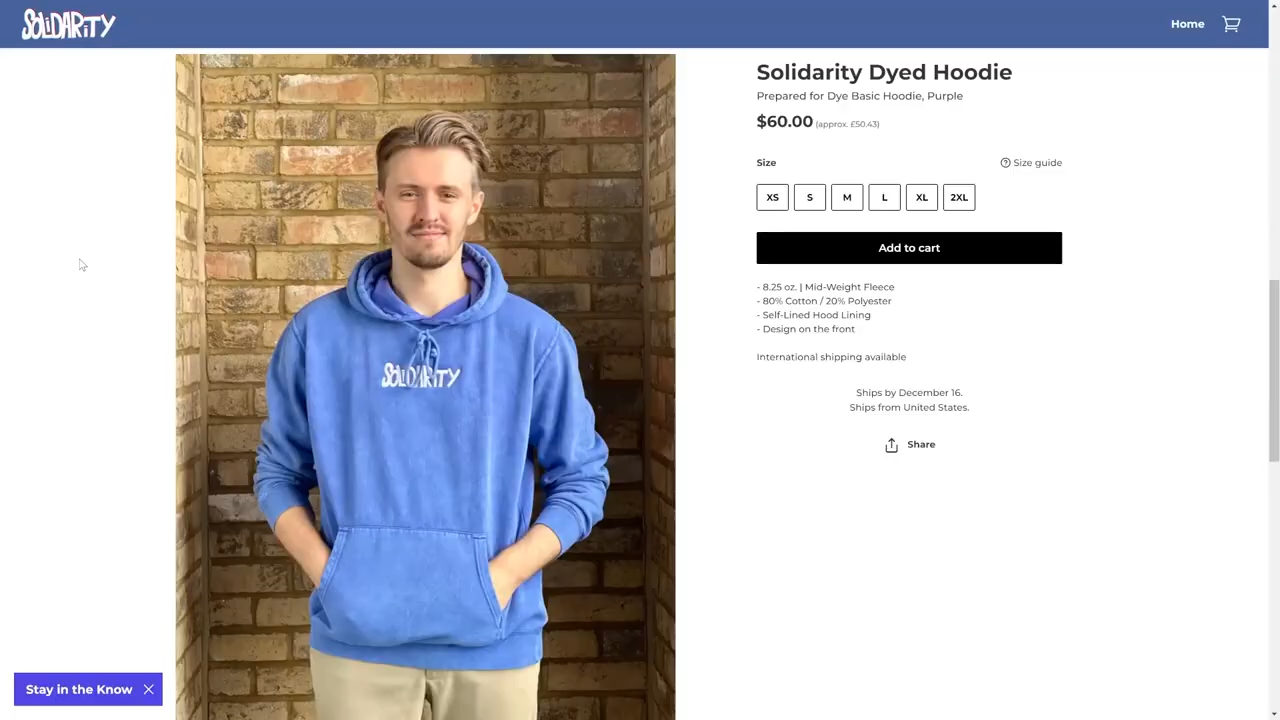 SOLIDARITY
Home
Solidarity Dyed Hoodie
Prepared for Dye Basic Hoodie, Purple
$60.00 (approx. £50.43)
Size
Size guide
XS S M L XL 2XL
Add to cart
- 8.25 oz. | Mid-Weight Fleece
- 80% Cotton / 20% Polyester
- Self-Lined Hood Lining
- Design on the front
International shipping available
Ships by December 16.
Ships from United States.
Share
SOLIDARITY
Stay in the Know